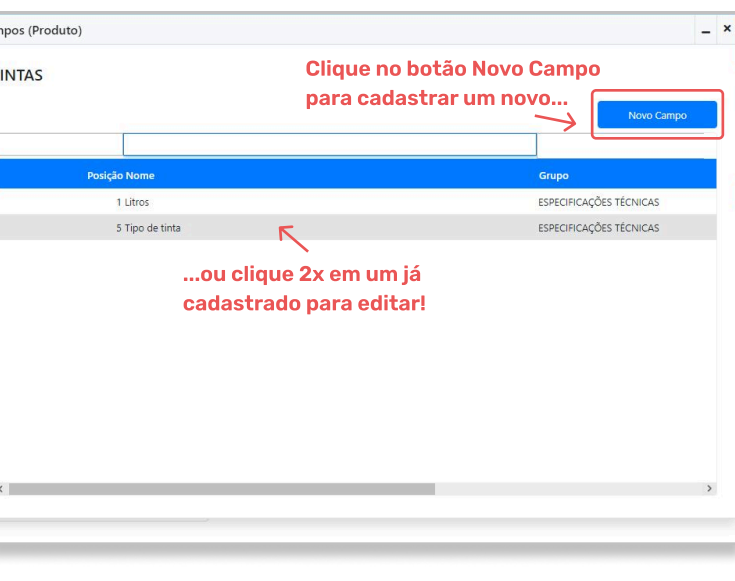 mpos (Produto)
INTAS
Clique no botão Novo Campo
para cadastrar um novo...
Novo Campo
Posição Nome Grupo
1 Litros ESPECIFICAÇÕES TÉCNICAS
5 Tipo de tinta ESPECIFICAÇÕES TÉCNICAS
...ou clique 2x em um já
cadastrado para editar!